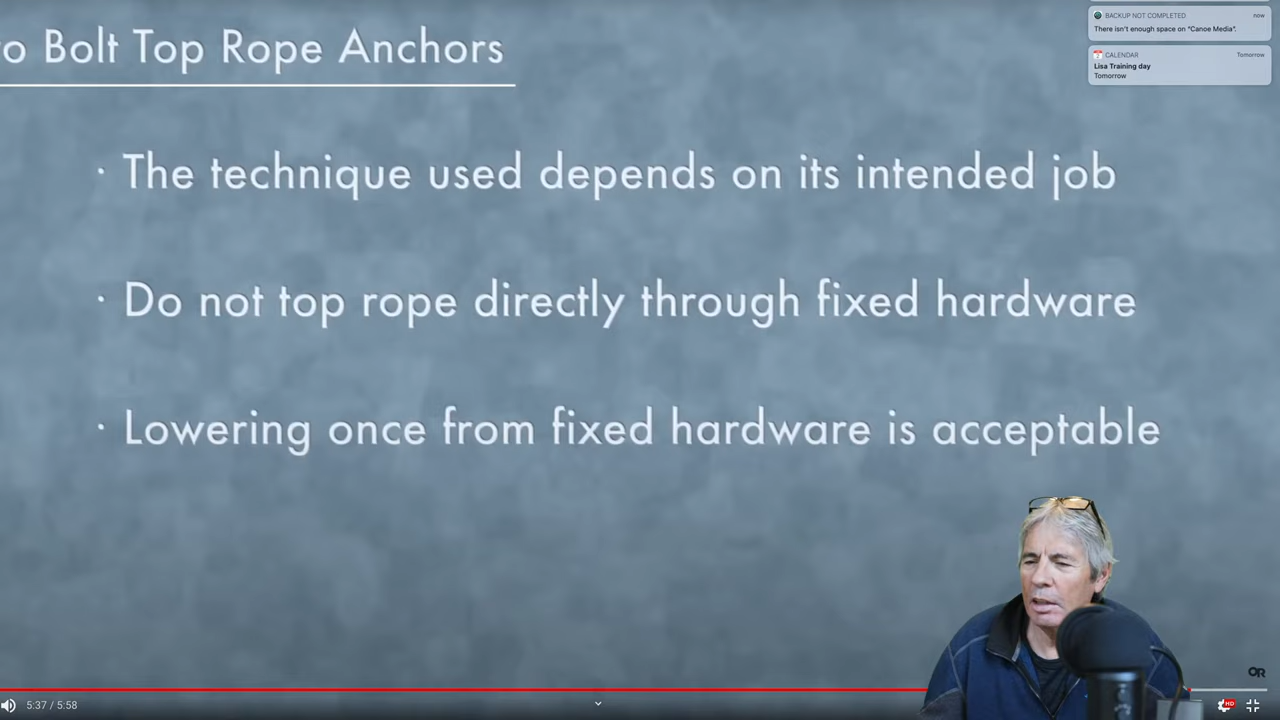 o Bolt Top Rope Anchors
BACKUP NOT COMPLETED now
There isn't enough space on "Canoe Media".
CALENDAR Tomorrow
Lisa Training day
Tomorrow
· The technique used depends on its intended job
· Do not top rope directly through fixed hardware
· Lowering once from fixed hardware is acceptable
OR
5:37 / 5:58
HD